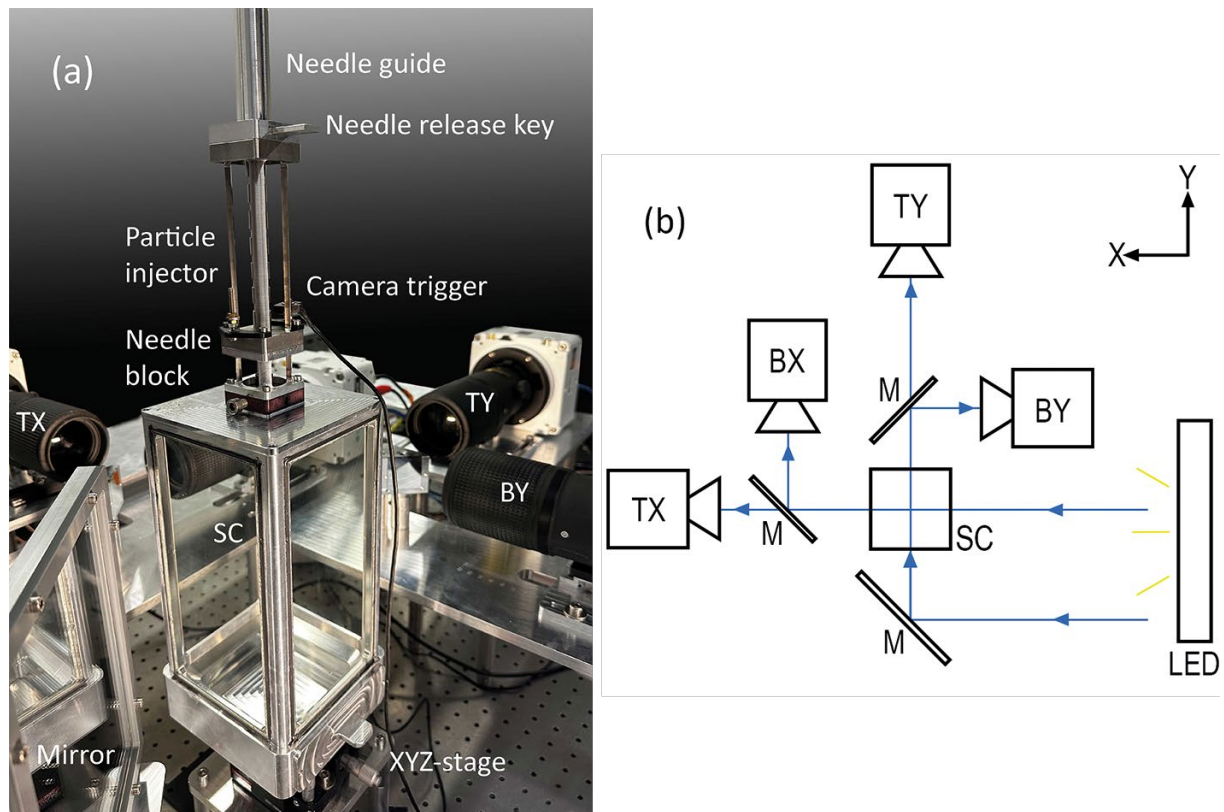 (a)
Needle guide
Needle release key
Particle
injector
Camera trigger
Needle
block
TX
TY
BY
SC
Mirror
XYZ-stage
(b)
TY
Y
X
BX
M
BY
TX
M
SC
M
LED